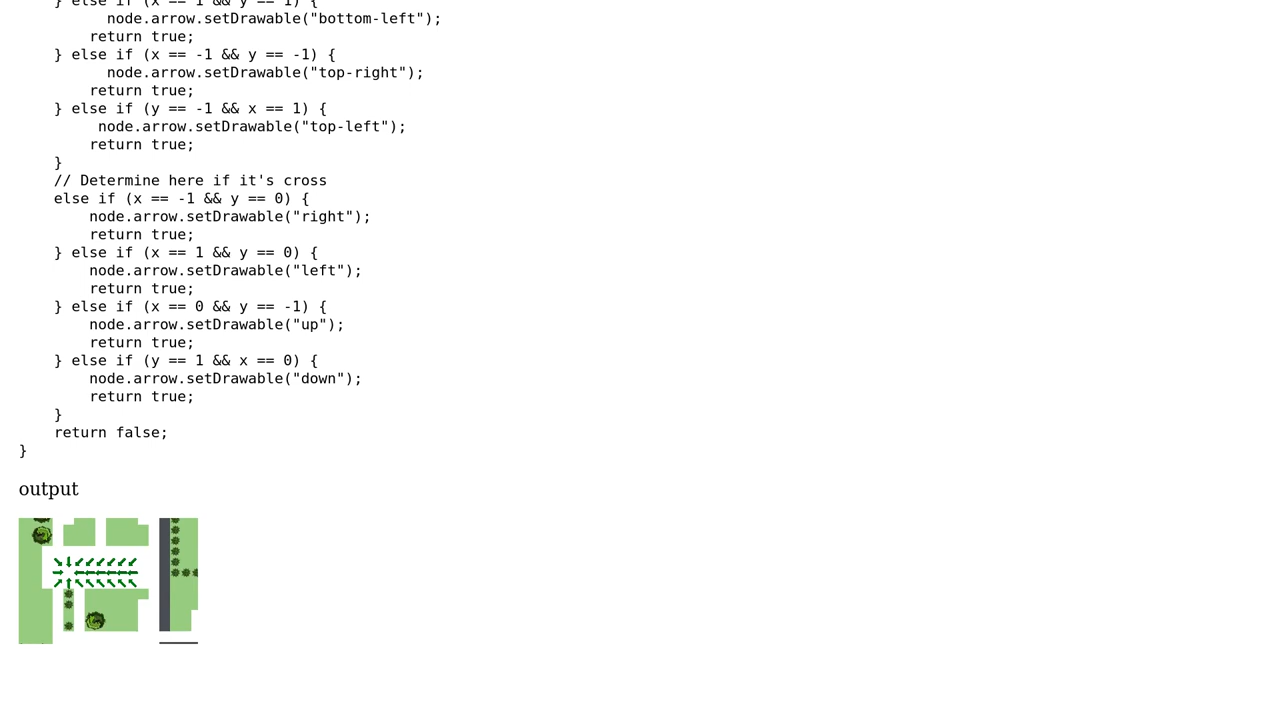 } else if (x == 1 && y == 1) {
node.arrow.setDrawable("bottom-left");
return true;
} else if (x == -1 && y == -1) {
node.arrow.setDrawable("top-right");
return true;
} else if (y == -1 && x == 1) {
node.arrow.setDrawable("top-left");
return true;
}
// Determine here if it's cross
else if (x == -1 && y == 0) {
node.arrow.setDrawable("right");
return true;
} else if (x == 1 && y == 0) {
node.arrow.setDrawable("left");
return true;
} else if (x == 0 && y == -1) {
node.arrow.setDrawable("up");
return true;
} else if (y == 1 && x == 0) {
node.arrow.setDrawable("down");
return true;
}
return false;
}
output